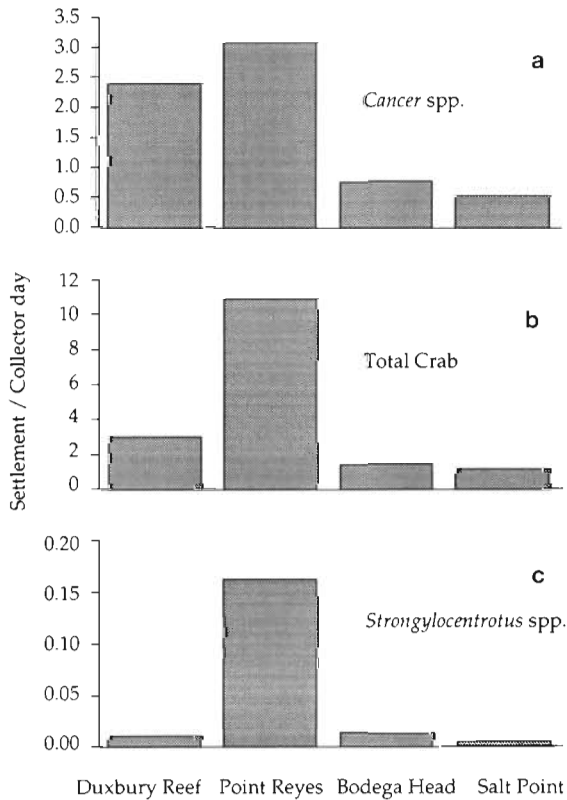 3.5
3.0
2.5
2.0
1.5
1.0
0.5
0.0
a
Cancer spp.
12
10
8
6
4
2
0
b
Total Crab
Settlement / Collector day
0.20
0.15
0.10
0.05
0.00
c
Strongylocentrotus spp.
Duxbury Reef Point Reyes Bodega Head Salt Point